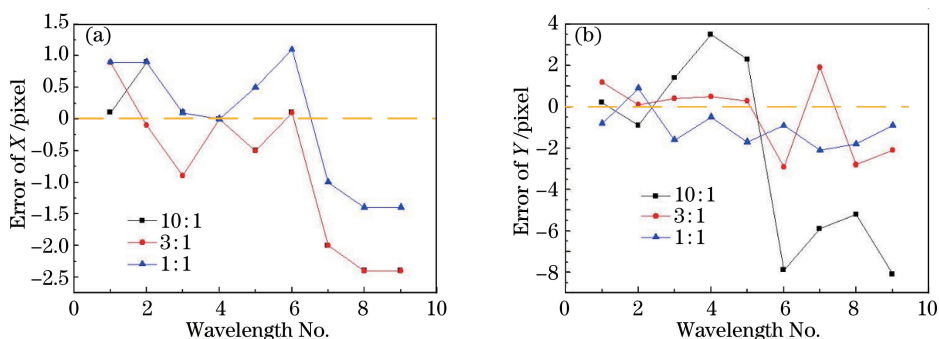 (a)
Error of X /pixel
1.5
1.0
0.5
0
-0.5
-1.0
-1.5
-2.0
-2.5
10:1
3:1
1:1
0 2 4 6 8 10
Wavelength No.
(b)
Error of Y /pixel
4
2
0
-2
-4
-6
-8
10:1
3:1
1:1
0 2 4 6 8 10
Wavelength No.